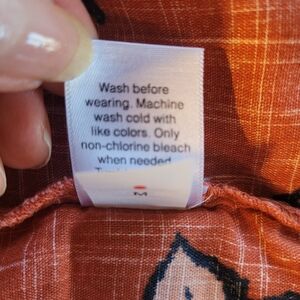 Wash before
wearing. Machine
wash cold with
like colors. Only
non-chlorine bleach
when needed
M